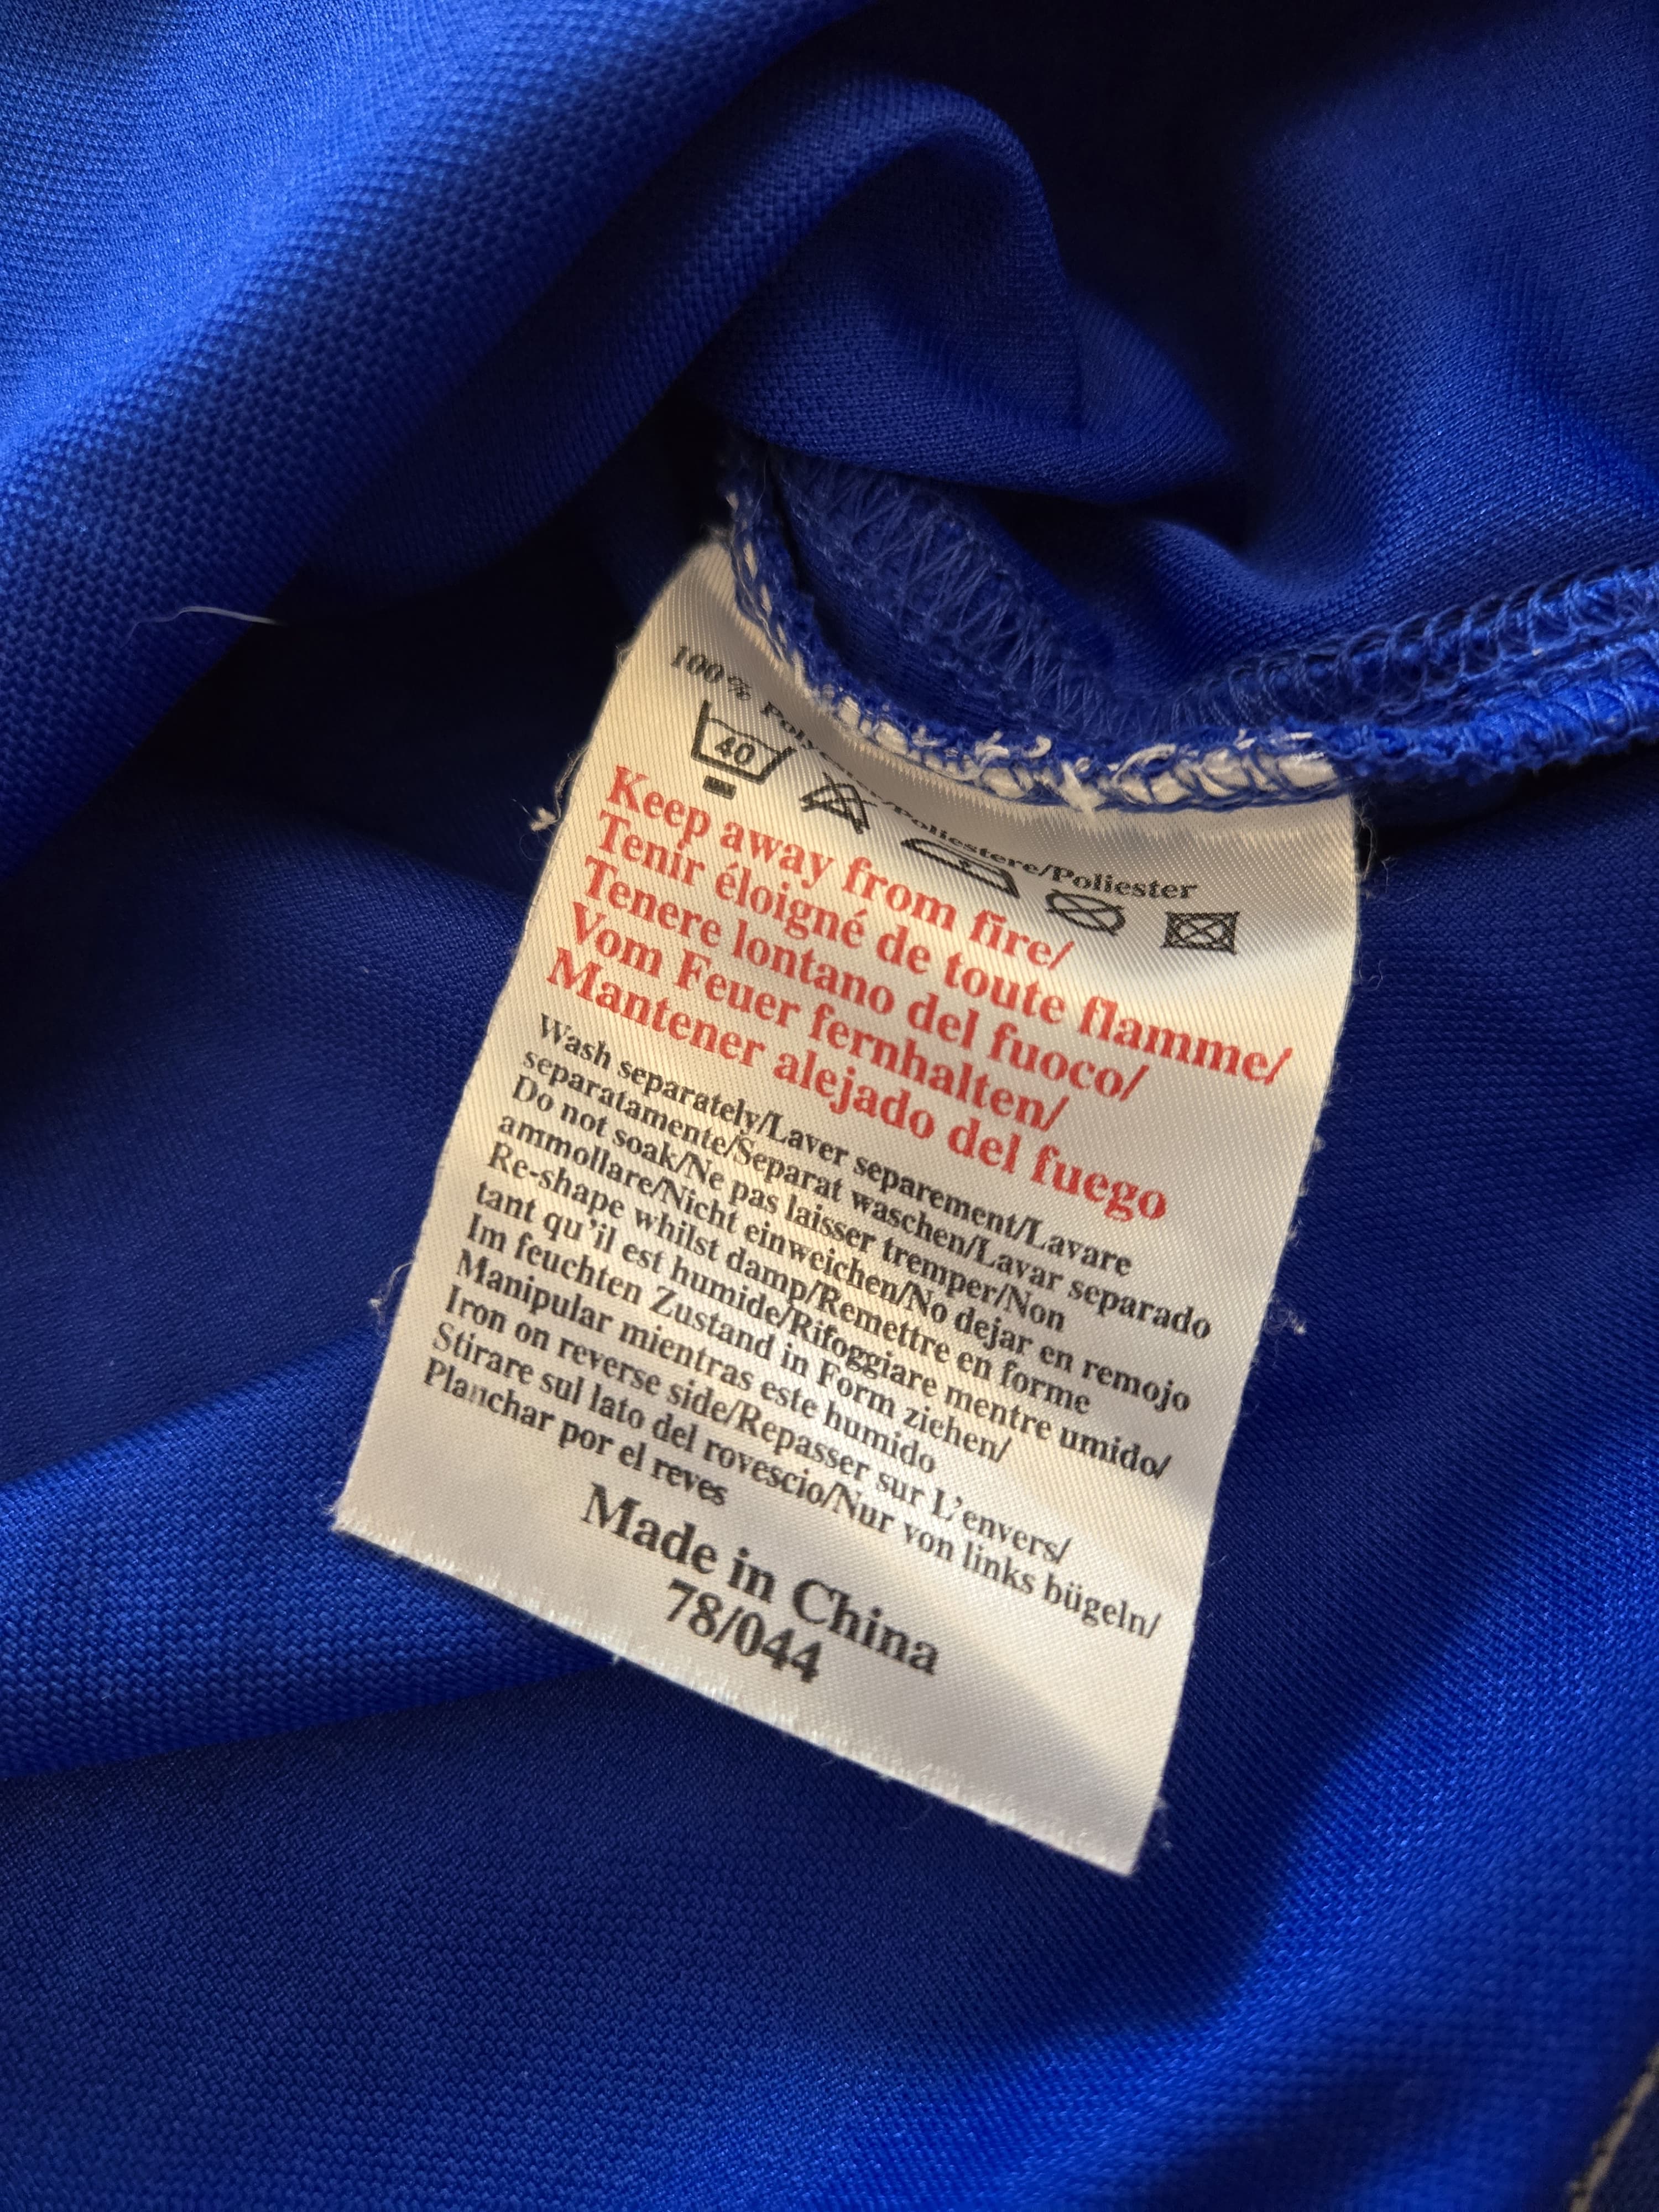 100% /Poliestere/Poliester
40
Keep away from fire/
Tenir éloigné de toute flamme/
Tenere lontano del fuoco/
Vom Feuer fernhalten/
Mantener alejado del fuego
Wash separately/Laver separement/Lavare
separatamente/Separat waschen/Lavar separado
Do not soak/Ne pas laisser tremper/Non
ammollare/Nicht einweichen/No dejar en remojo
Re-shape whilst damp/Remettre en forme
tant qu'il est humide/Rifoggiare mentre umido/
Im feuchten Zustand in Form ziehen/
Manipular mientras este humido
Iron on reverse side/Repasser sur L'envers/
Stirare sul lato del rovescio/Nur von links bügeln/
Planchar por el reves
Made in China
78/044